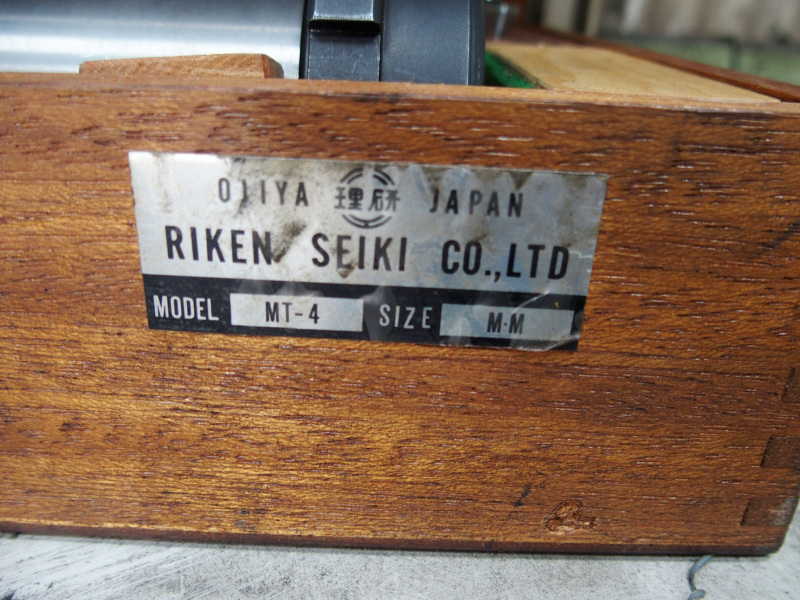 OJIYA 理研 JAPAN
RIKEN SEIKI CO.,LTD
MODEL MT-4 SIZE M·M